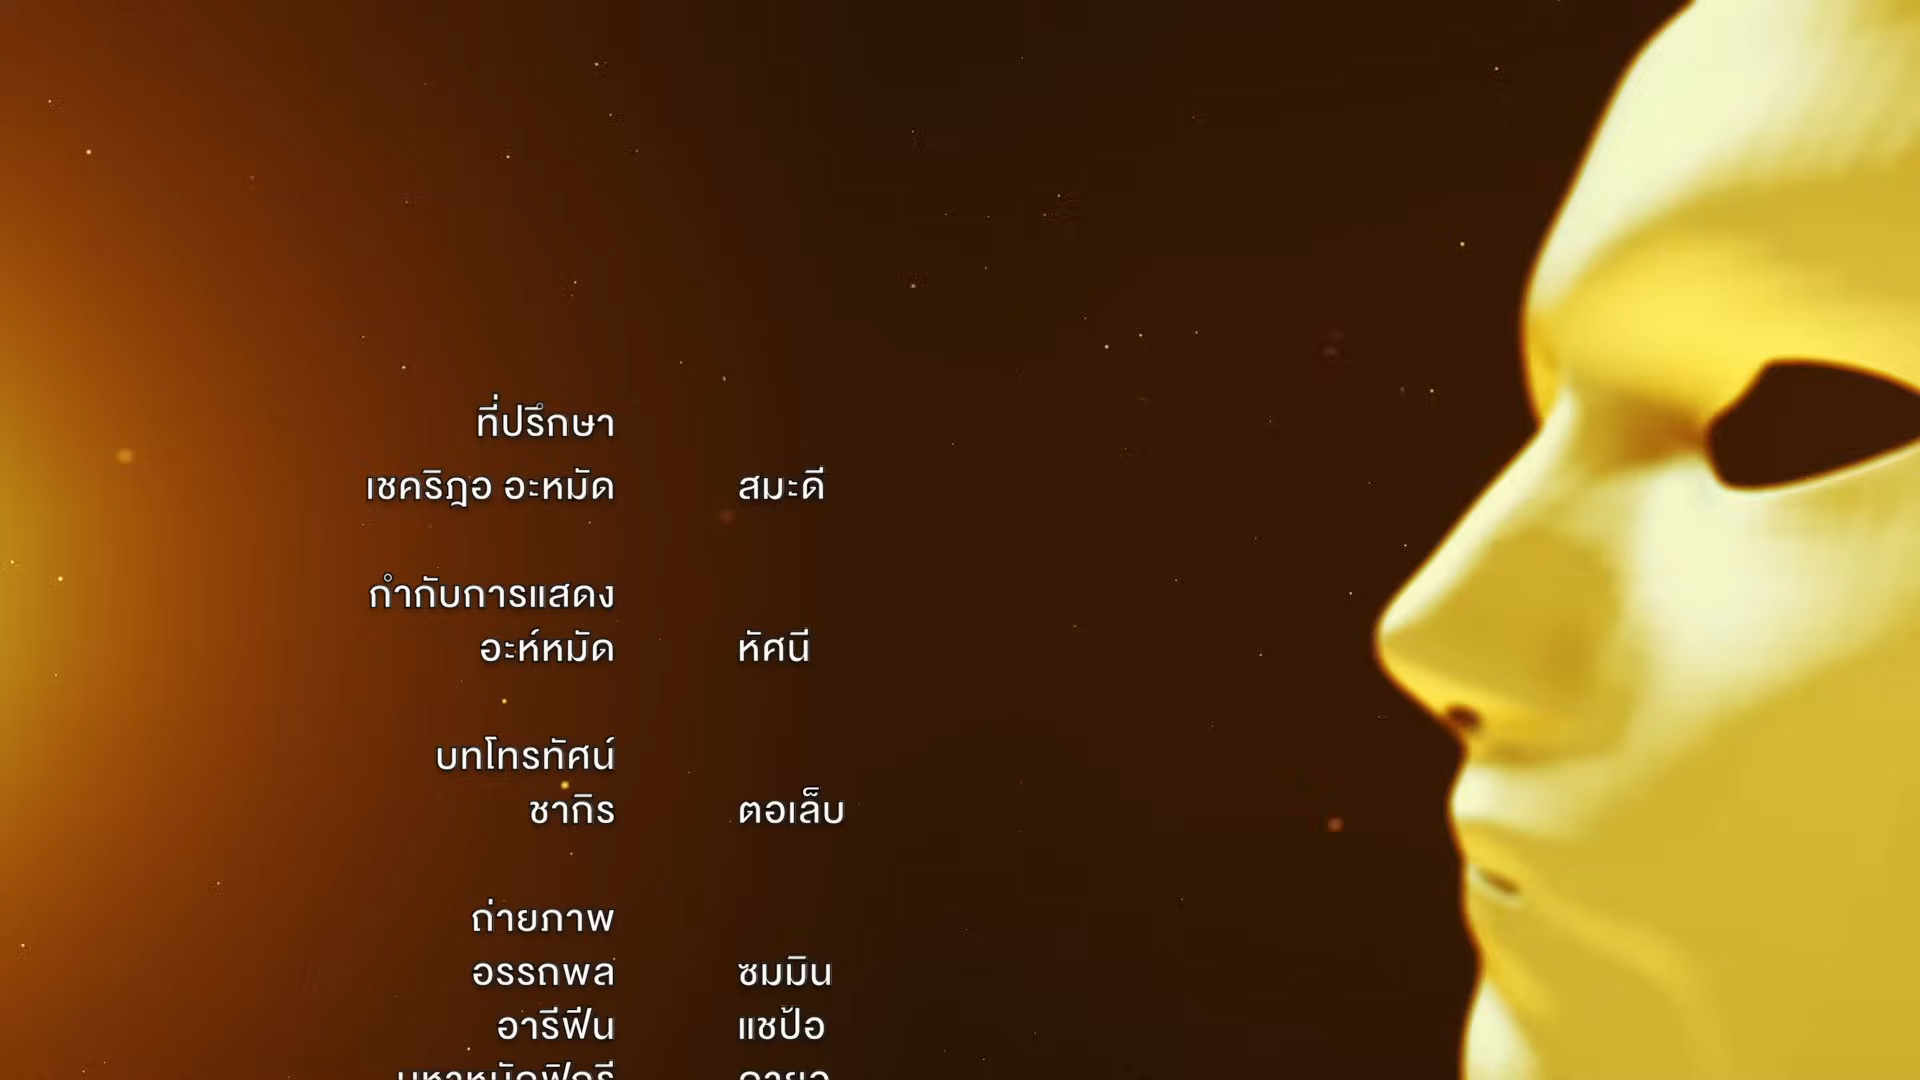 ที่ปรึกษา
เชคริฎอ อะหมัด สมะดี
กำกับการแสดง
อะห์หมัด หัศนี
บทโทรทัศน์
ชากิร ตอเล็บ
ถ่ายภาพ
อรรถพล ซมมิน
อารีฟีน แชป้อ